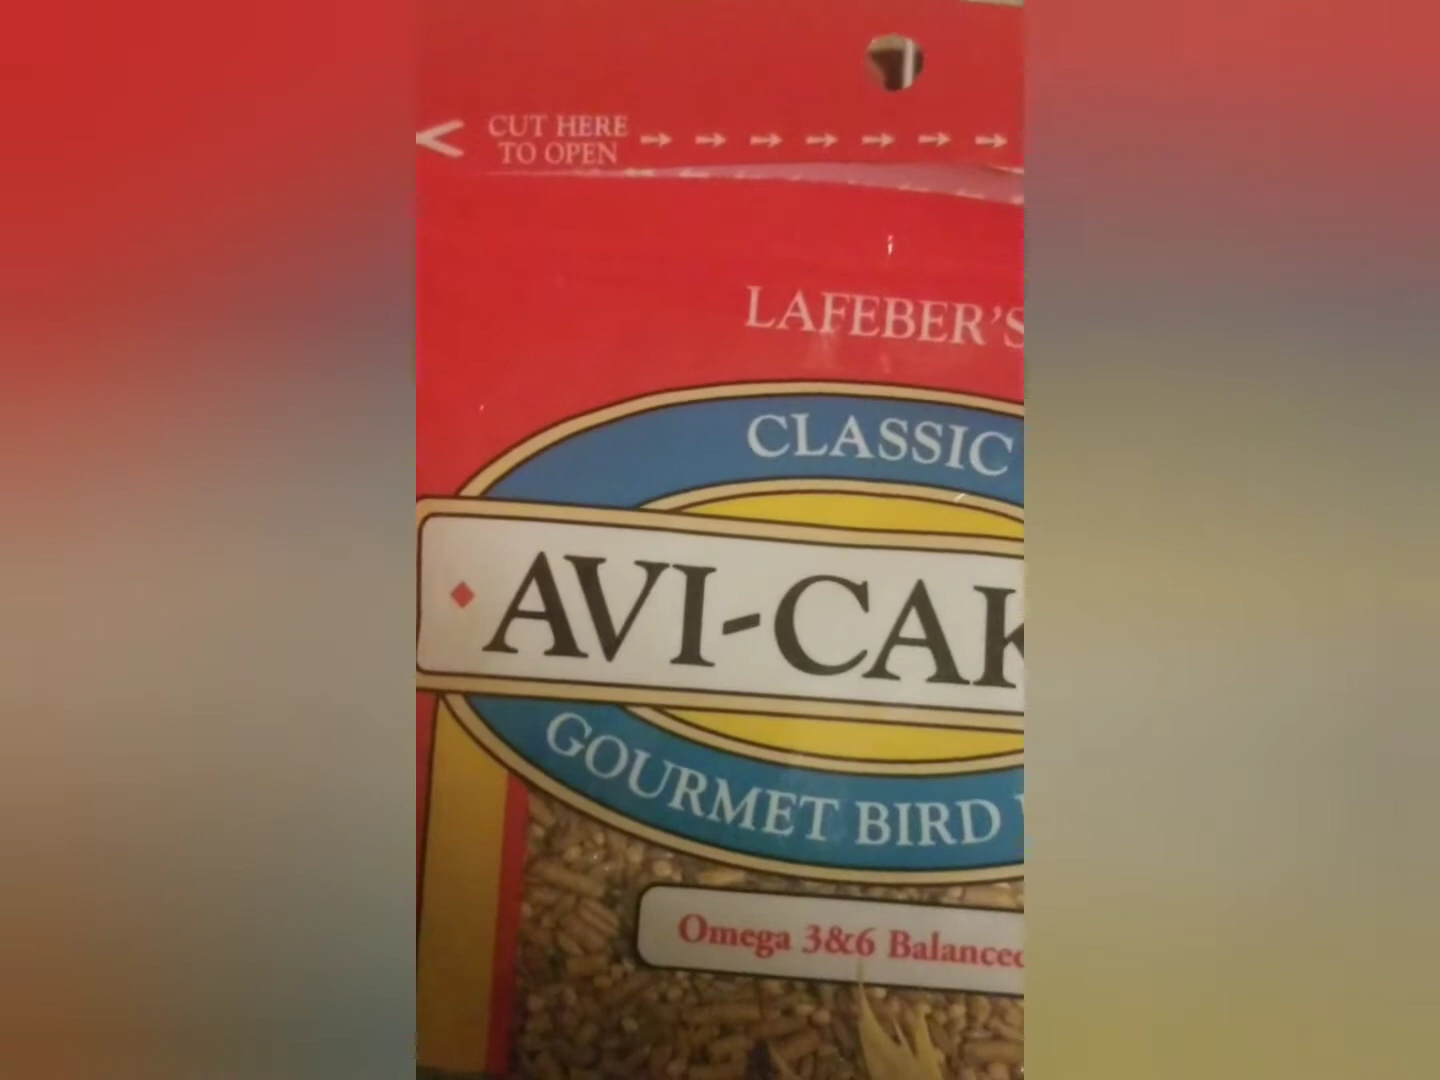 CUT HERE
TO OPEN
LAFEBER'S
CLASSIC
AVI-CAK
GOURMET BIRD
Omega 3&6 Balanced